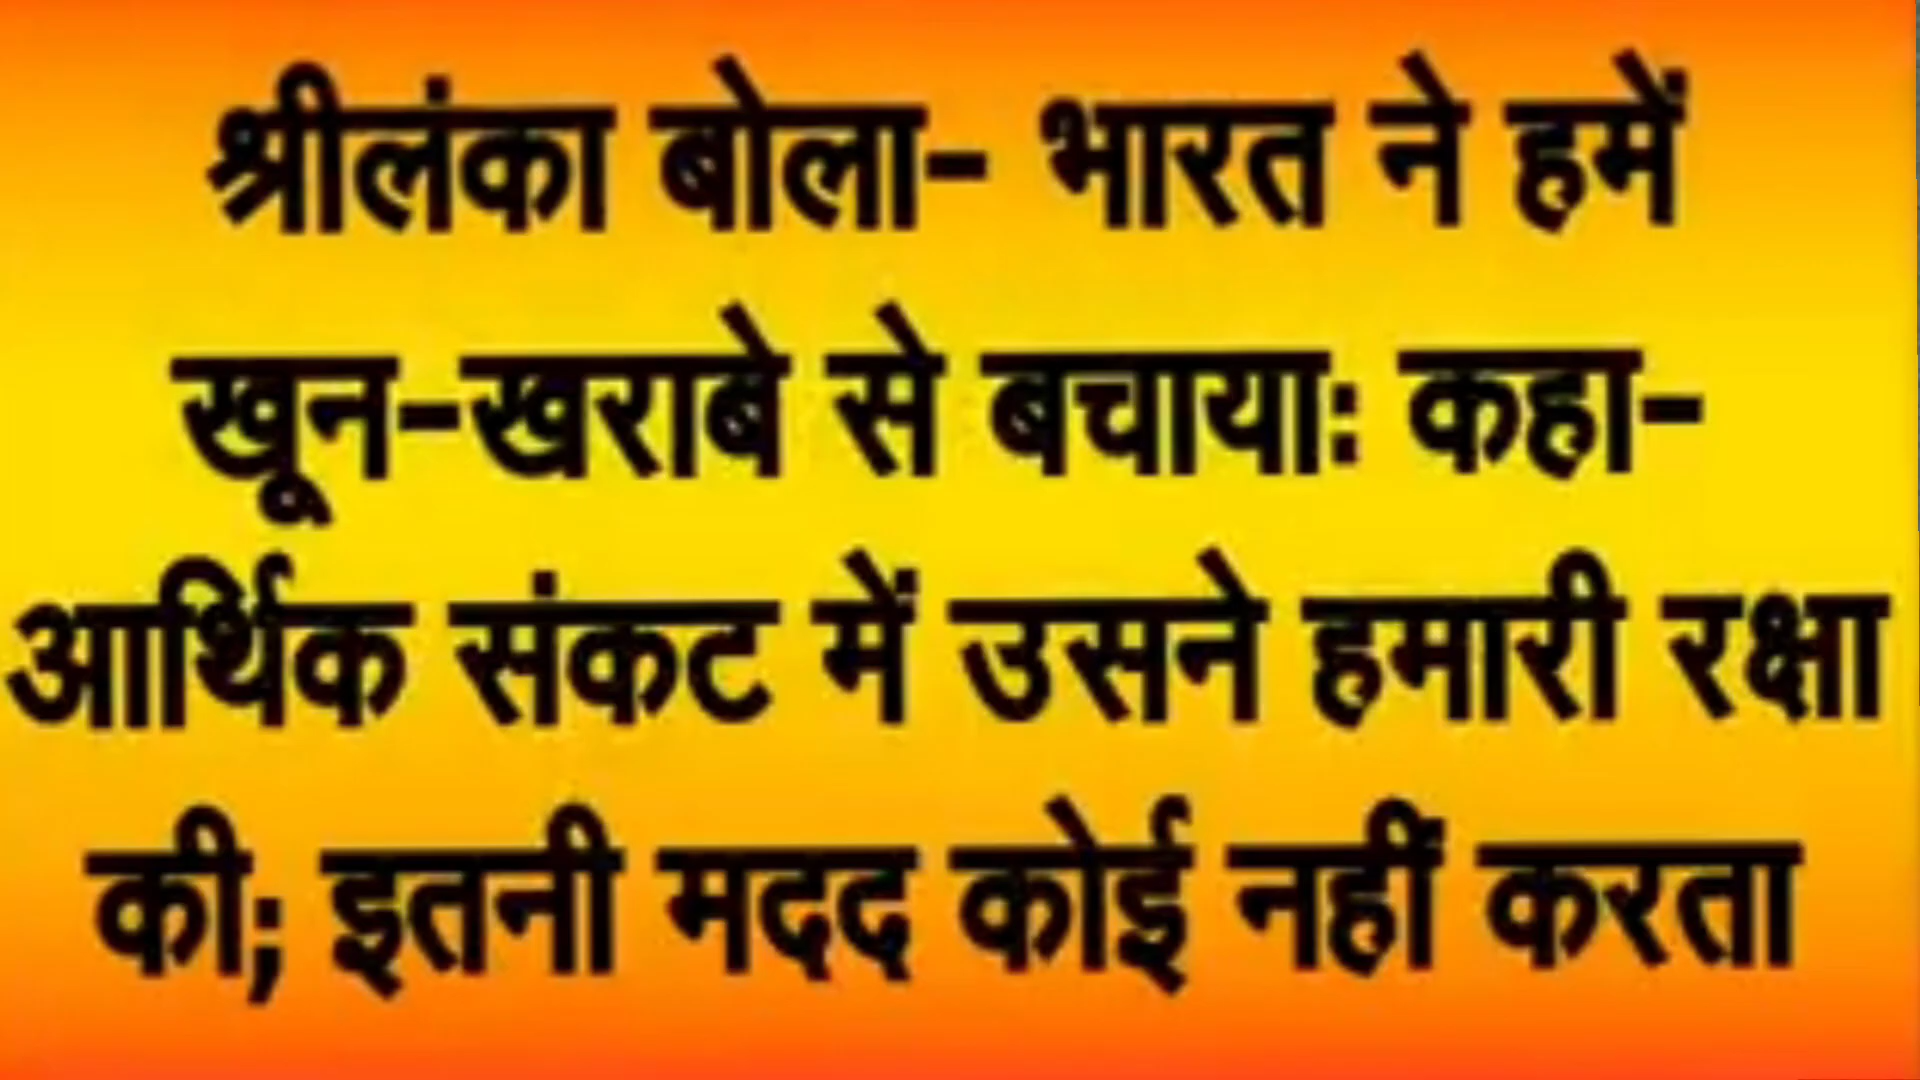 श्रीलंका बोला- भारत ने हमें
खून-खराबे से बचाया: कहा-
आर्थिक संकट में उसने हमारी रक्षा
की; इतनी मदद कोई नहीं करता